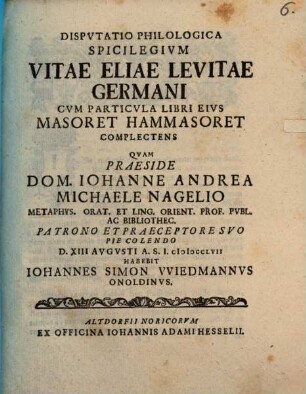 6.
DISPVTATIO PHILOLOGICA
SPICILEGIVM
VITAE ELIAE LEVITAE
GERMANI
CVM PARTICVLA LIBRI EIVS
MASORET HAMMASORET
COMPLECTENS
QVAM
PRAESIDE
DOM. IOHANNE ANDREA
MICHAELE NAGELIO
METAPHYS. ORAT. ET LING. ORIENT. PROF. PVBL.
AC BIBLIOTHEC.
PATRONO ET PRAECEPTORE SVO
PIE COLENDO
D. XIII AVGVSTI A. S. I. cIɔIɔccLVII
HABEBIT
IOHANNES SIMON VVIEDMANNVS
ONOLDINVS.
ALTDORFII NORICORVM
EX OFFICINA IOHANNIS ADAMI HESSELII.